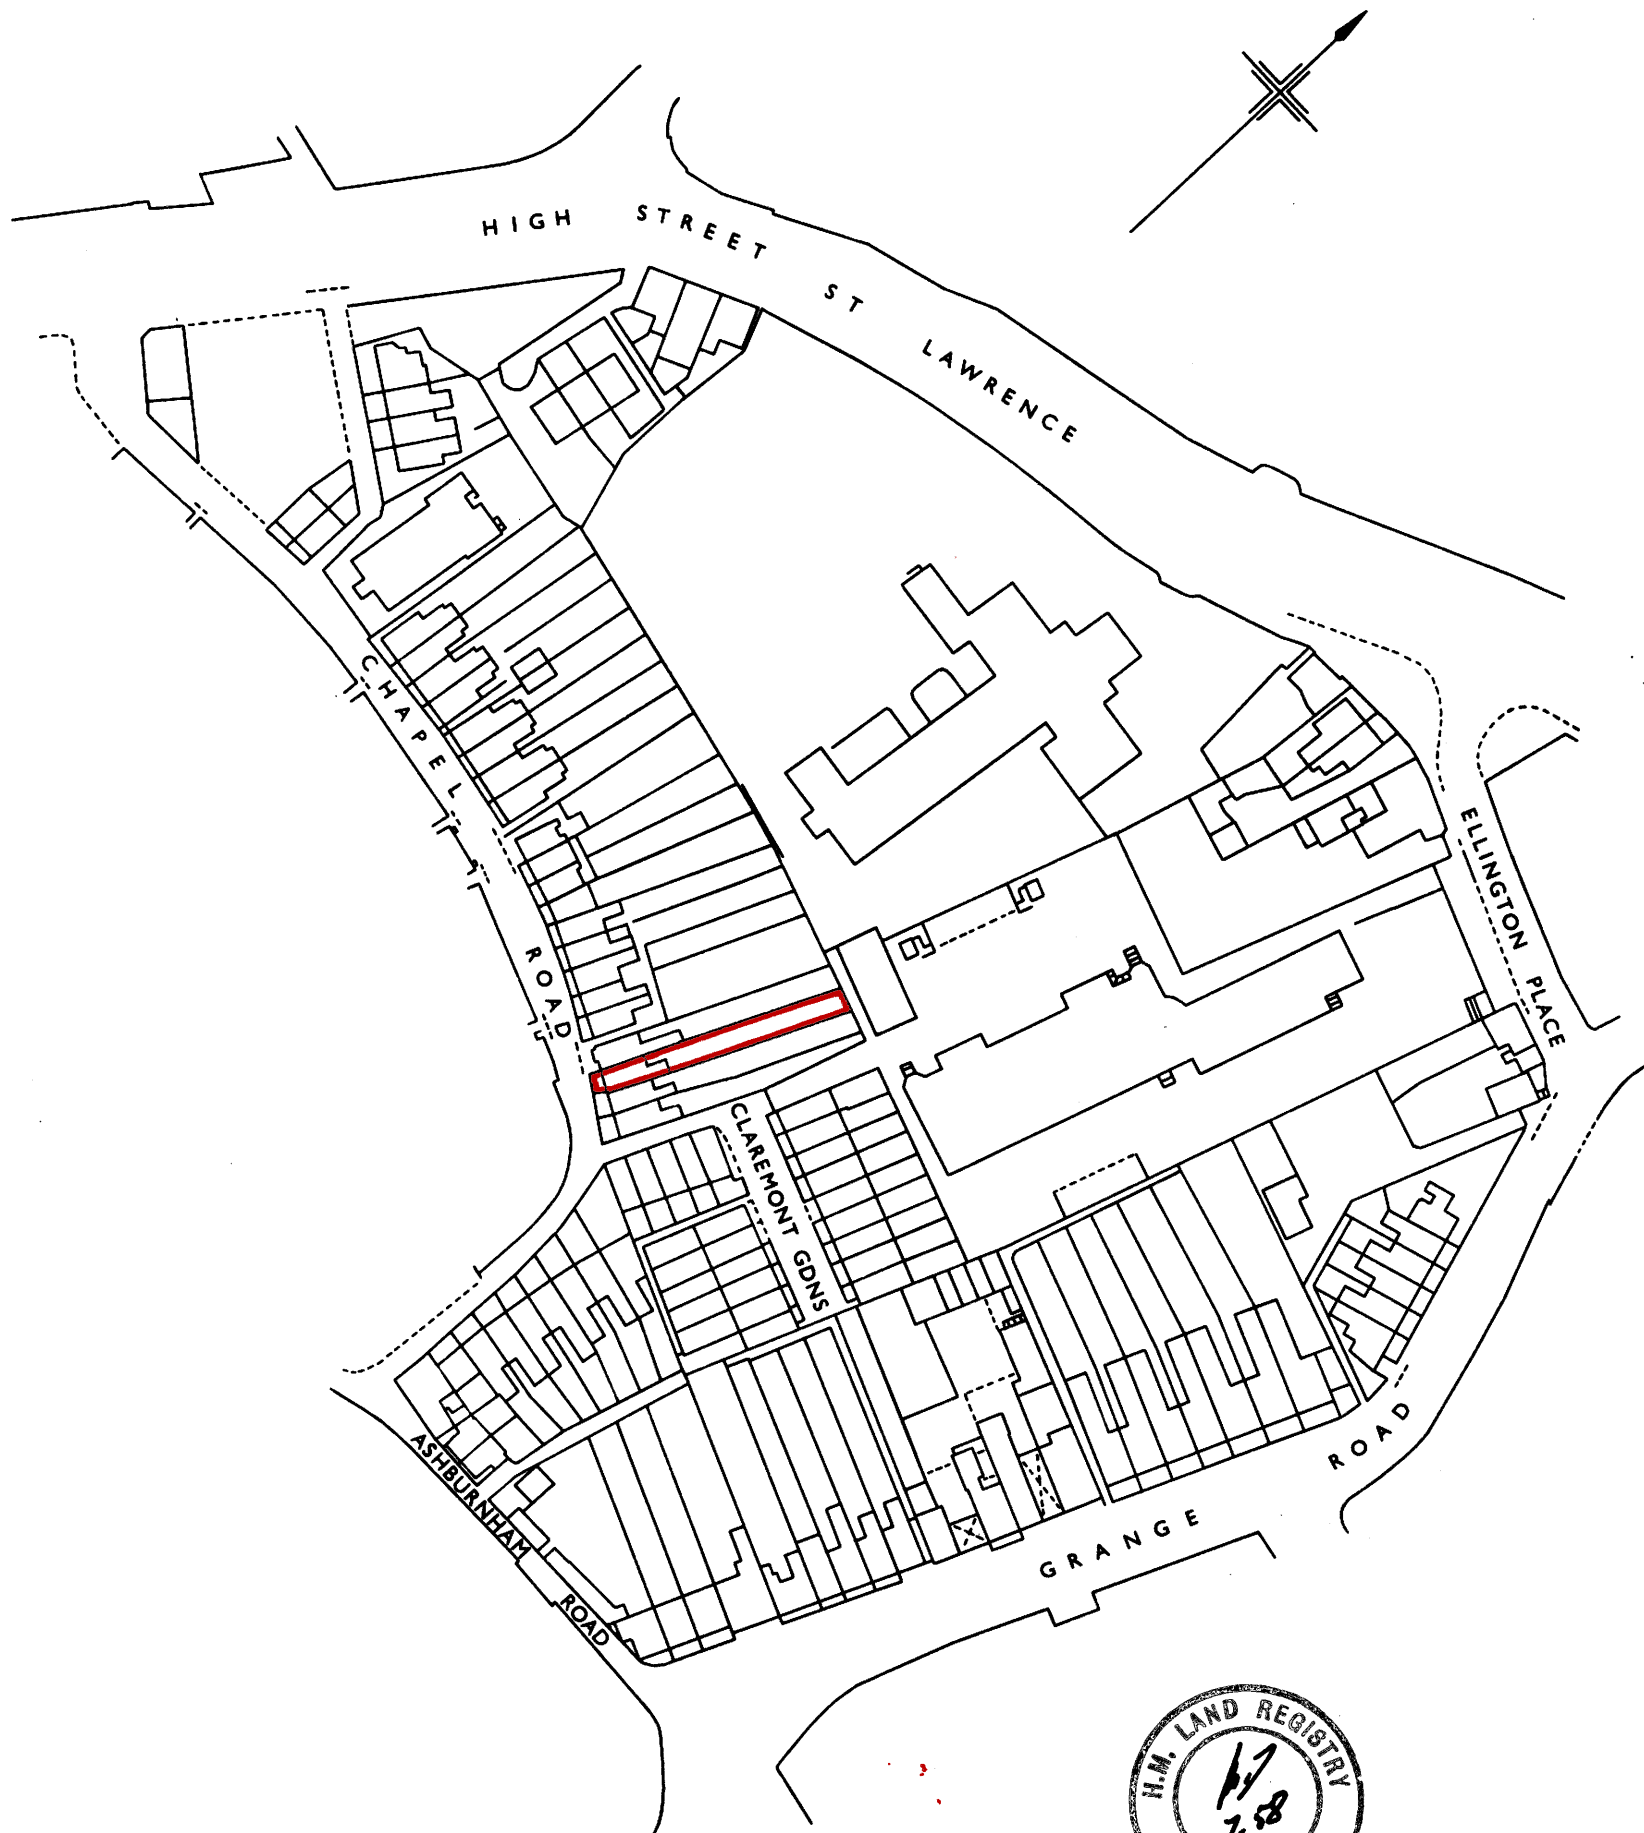 HIGH STREET ST LAWRENCE
CHAPEL ROAD
ELLINGTON PLACE
CLAREMONT GDNS
ASHBURNHAM ROAD
GRANGE ROAD
H.M. LAND REGISTRY